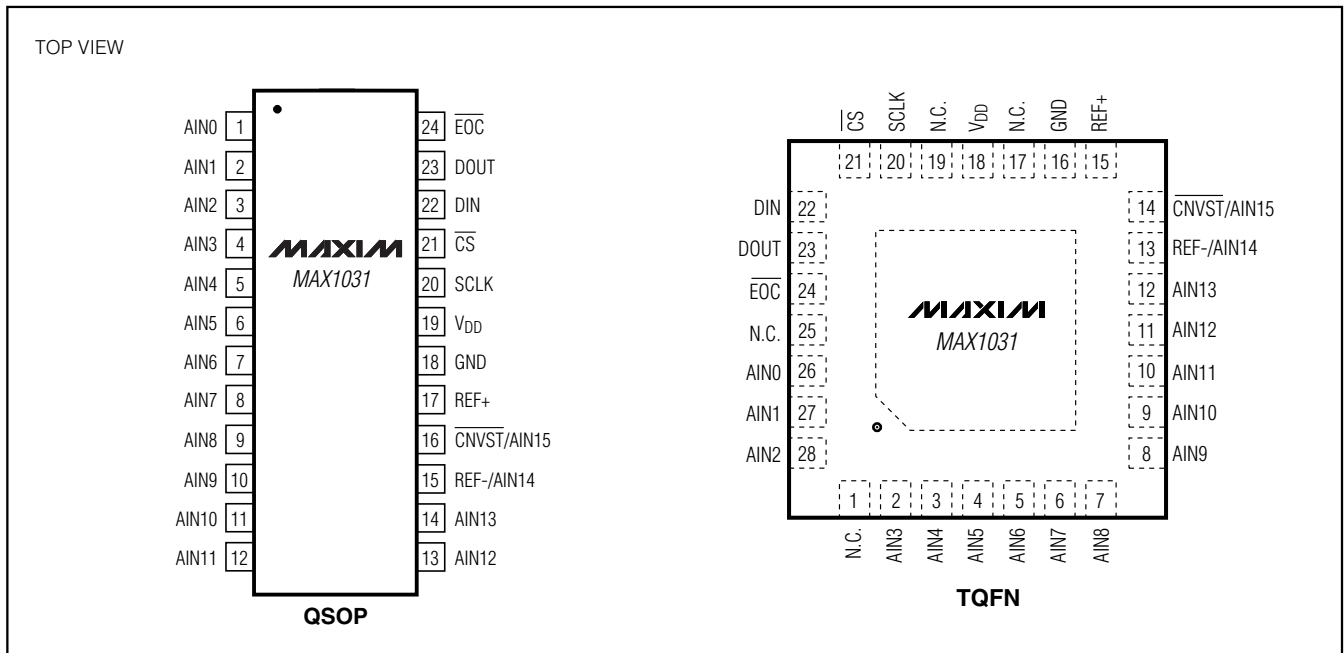 TOP VIEW
AIN0 1
AIN1 2
AIN2 3
AIN3 4
AIN4 5
AIN5 6
AIN6 7
AIN7 8
AIN8 9
AIN9 10
AIN10 11
AIN11 12
MAXIM
MAX1031
24 EOC
23 DOUT
22 DIN
21 CS
20 SCLK
19 VDD
18 GND
17 REF+
16 CNVST/AIN15
15 REF-/AIN14
14 AIN13
13 AIN12
QSOP
CS SCLK N.C. VDD N.C. GND REF+
21 20 19 18 17 16 15
DIN 22
DOUT 23
EOC 24
N.C. 25
AIN0 26
AIN1 27
AIN2 28
MAXIM
MAX1031
14 CNVST/AIN15
13 REF-/AIN14
12 AIN13
11 AIN12
10 AIN11
9 AIN10
8 AIN9
1 2 3 4 5 6 7
N.C. AIN3 AIN4 AIN5 AIN6 AIN7 AIN8
TQFN